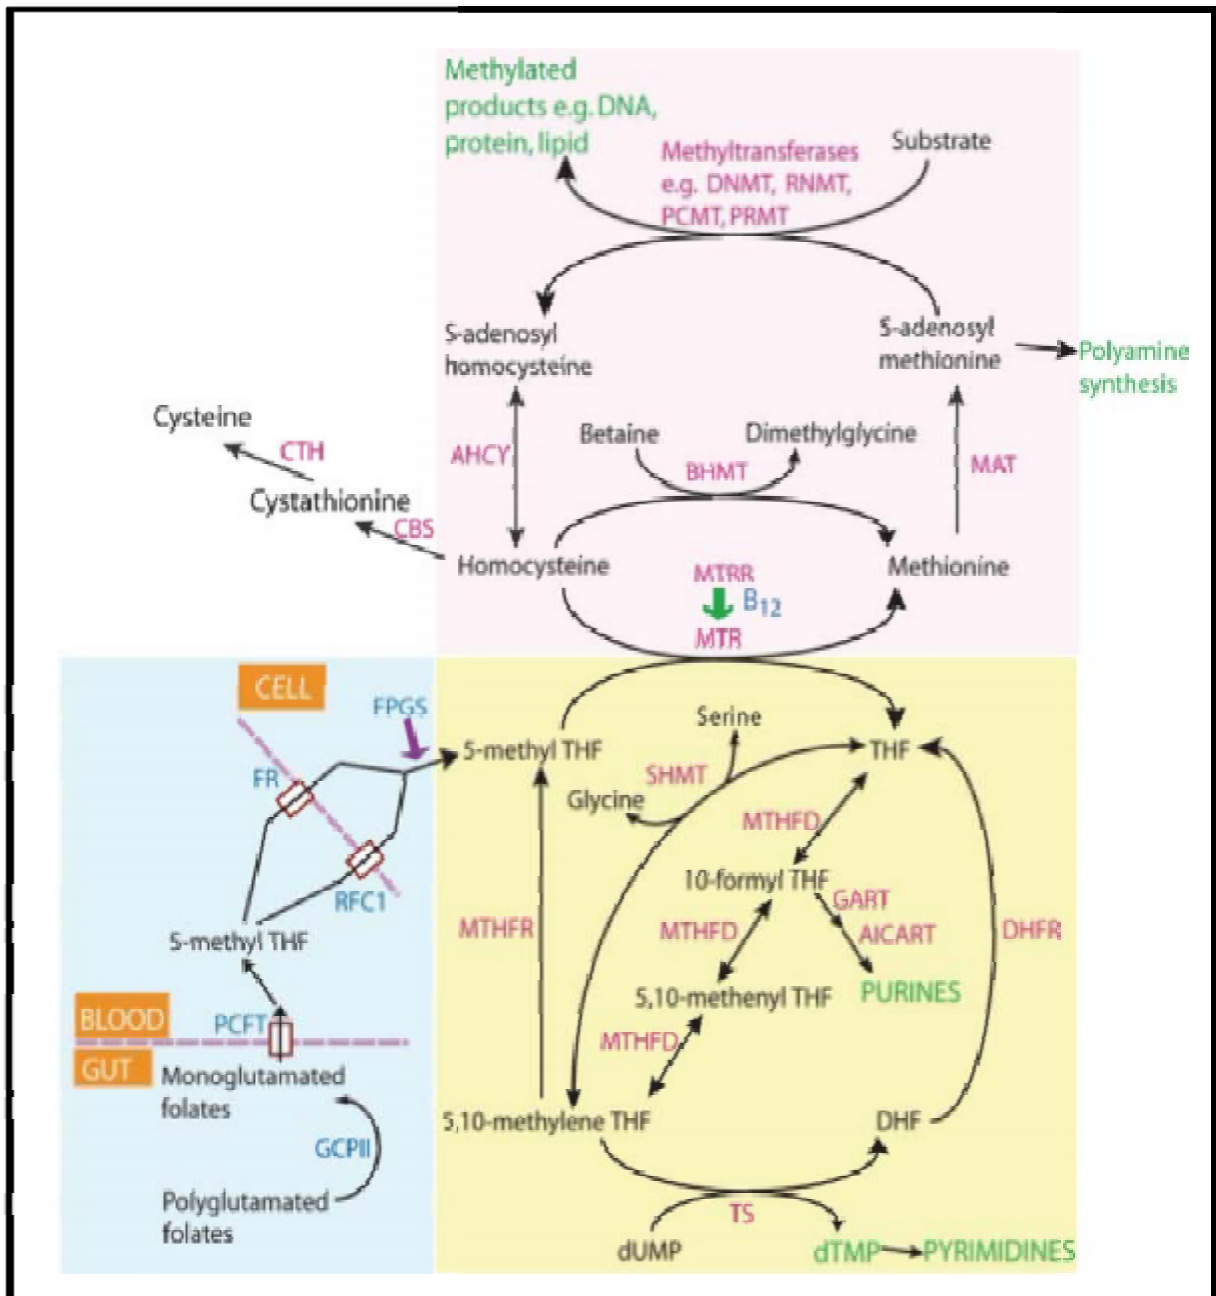 Methylated
products e.g. DNA,
protein, lipid
Methyltransferases
e.g. DNMT, RNMT,
PCMT, PRMT
Substrate
S-adenosyl
homocysteine
S-adenosyl
methionine
Polyamine
synthesis
Cysteine
CTH
Cystathionine
CBS
AHCY
Betaine
Dimethylglycine
BHMT
MAT
Homocysteine
Methionine
MTRR
B12
MTR
CELL
FPGS
FR
RFC1
5-methyl THF
BLOOD
PCFT
GUT
Monoglutamated
folates
GCPII
Polyglutamated
folates
5-methyl THF
Serine
THF
SHMT
Glycine
MTHFD
10-formyl THF
GART
AICART
PURINES
MTHFR
MTHFD
DHFR
5,10-methenyl THF
MTHFD
5,10-methylene THF
DHF
TS
dUMP
dTMP
PYRIMIDINES